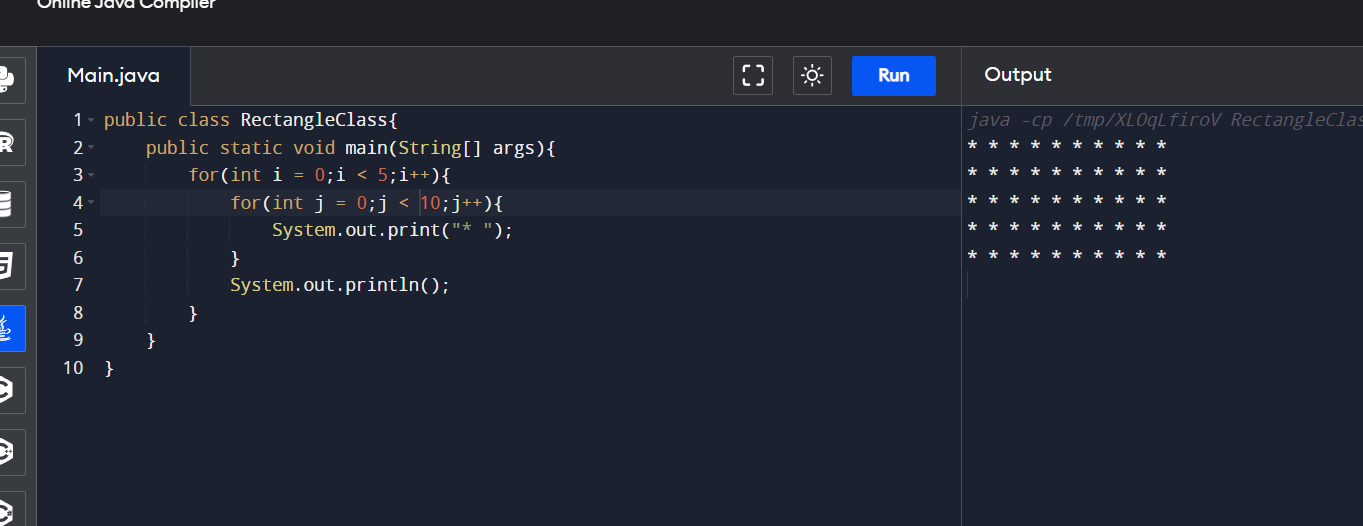 Online Java Compiler
Main.java
Run
Output
1 public class RectangleClass{
2     public static void main(String[] args){
3         for(int i = 0;i < 5;i++){
4             for(int j = 0;j < 10;j++){
5                 System.out.print("* ");
6             }
7             System.out.println();
8         }
9     }
10 }
java -cp /tmp/XLOqLfiroV RectangleClas
* * * * * * * * * *
* * * * * * * * * *
* * * * * * * * * *
* * * * * * * * * *
* * * * * * * * * *